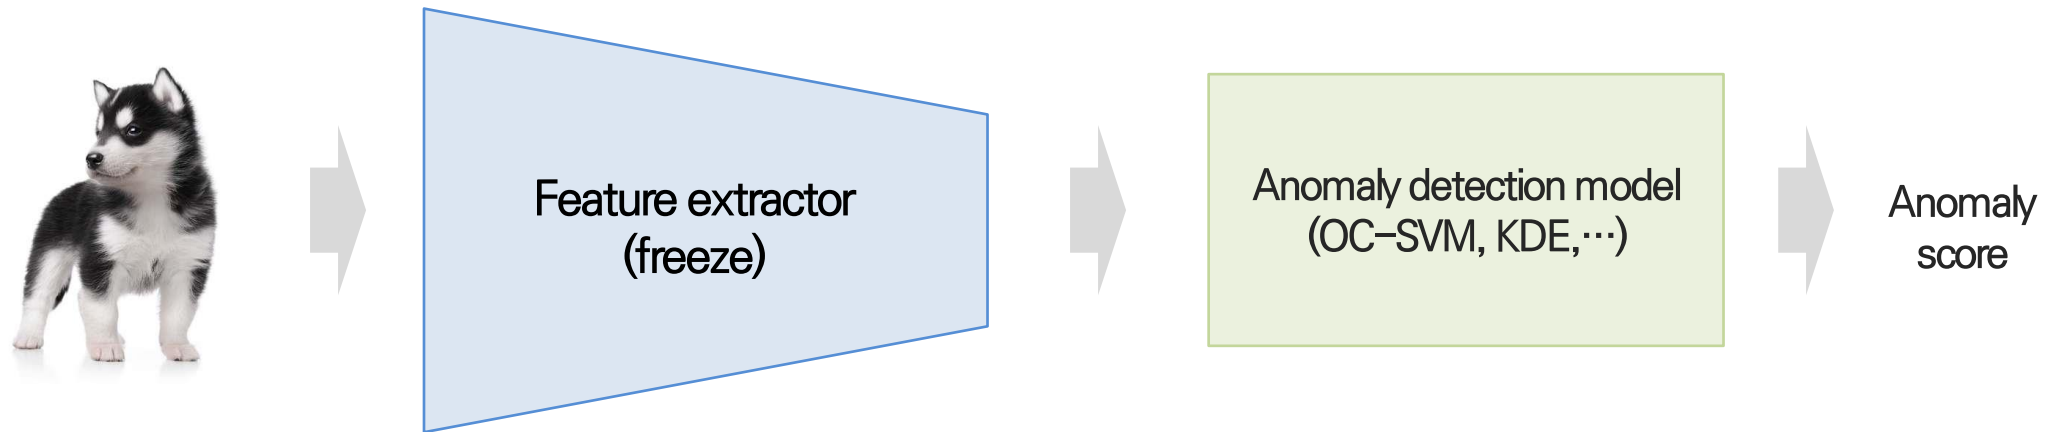 Feature extractor
(freeze)
Anomaly detection model
(OC-SVM, KDE,⋯)
Anomaly
score